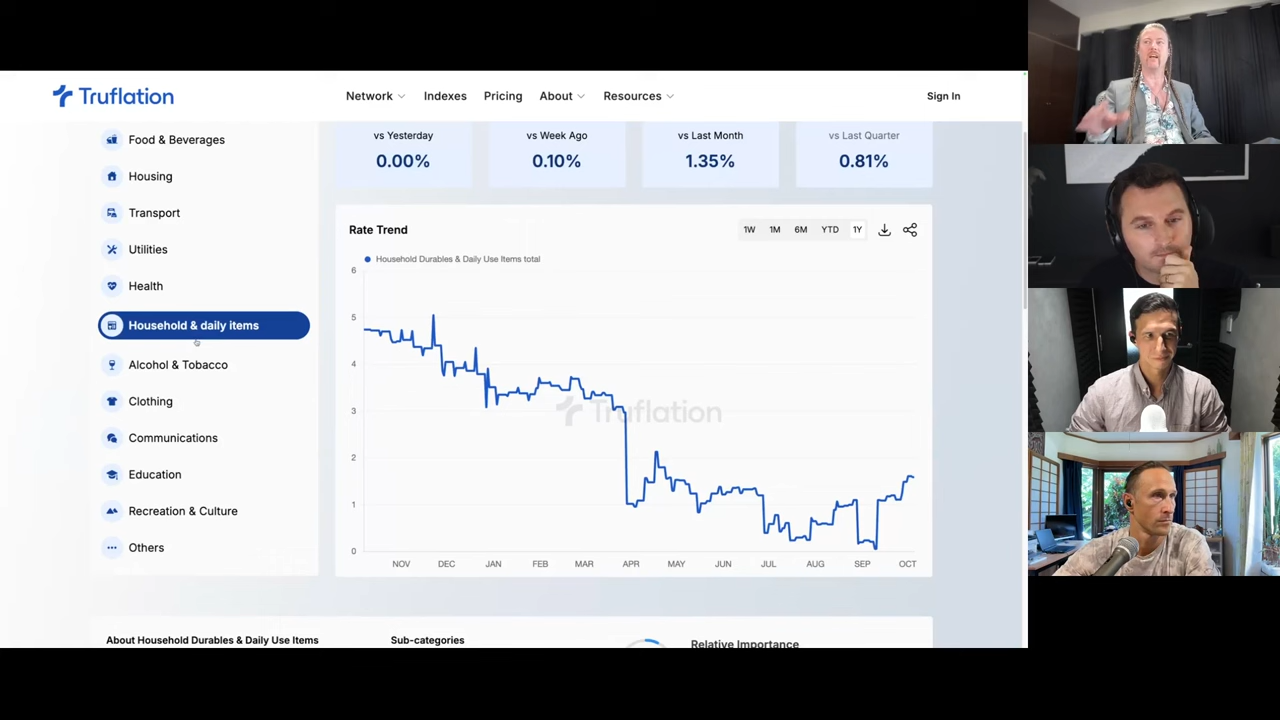 Truflation
Network
Indexes
Pricing
About
Resources
Sign In
Food & Beverages
Housing
Transport
Utilities
Health
Household & daily items
Alcohol & Tobacco
Clothing
Communications
Education
Recreation & Culture
Others
vs Yesterday
0.00%
vs Week Ago
0.10%
vs Last Month
1.35%
vs Last Quarter
0.81%
Rate Trend
1W 1M 6M YTD 1Y
Household Durables & Daily Use Items total
6
5
4
3
2
1
0
Truflation
NOV DEC JAN FEB MAR APR MAY JUN JUL AUG SEP OCT
About Household Durables & Daily Use Items
Sub-categories
Relative Importance